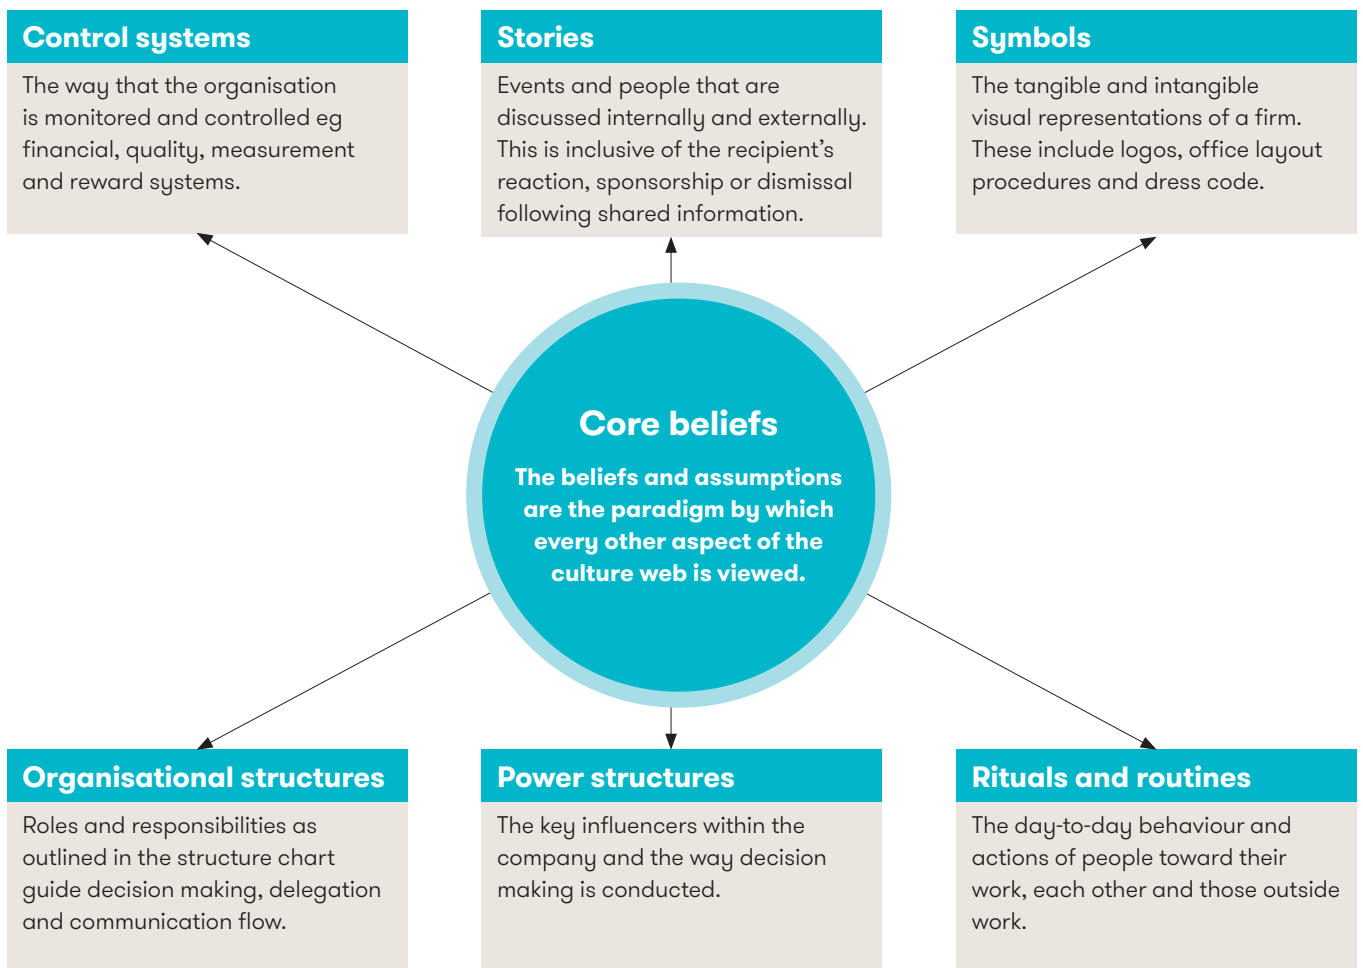 Control systems
The way that the organisation
is monitored and controlled eg
financial, quality, measurement
and reward systems.
Stories
Events and people that are
discussed internally and externally.
This is inclusive of the recipient's
reaction, sponsorship or dismissal
following shared information.
Symbols
The tangible and intangible
visual representations of a firm.
These include logos, office layout
procedures and dress code.
Core beliefs
The beliefs and assumptions
are the paradigm by which
every other aspect of the
culture web is viewed.
Organisational structures
Roles and responsibilities as
outlined in the structure chart
guide decision making, delegation
and communication flow.
Power structures
The key influencers within the
company and the way decision
making is conducted.
Rituals and routines
The day-to-day behaviour and
actions of people toward their
work, each other and those outside
work.